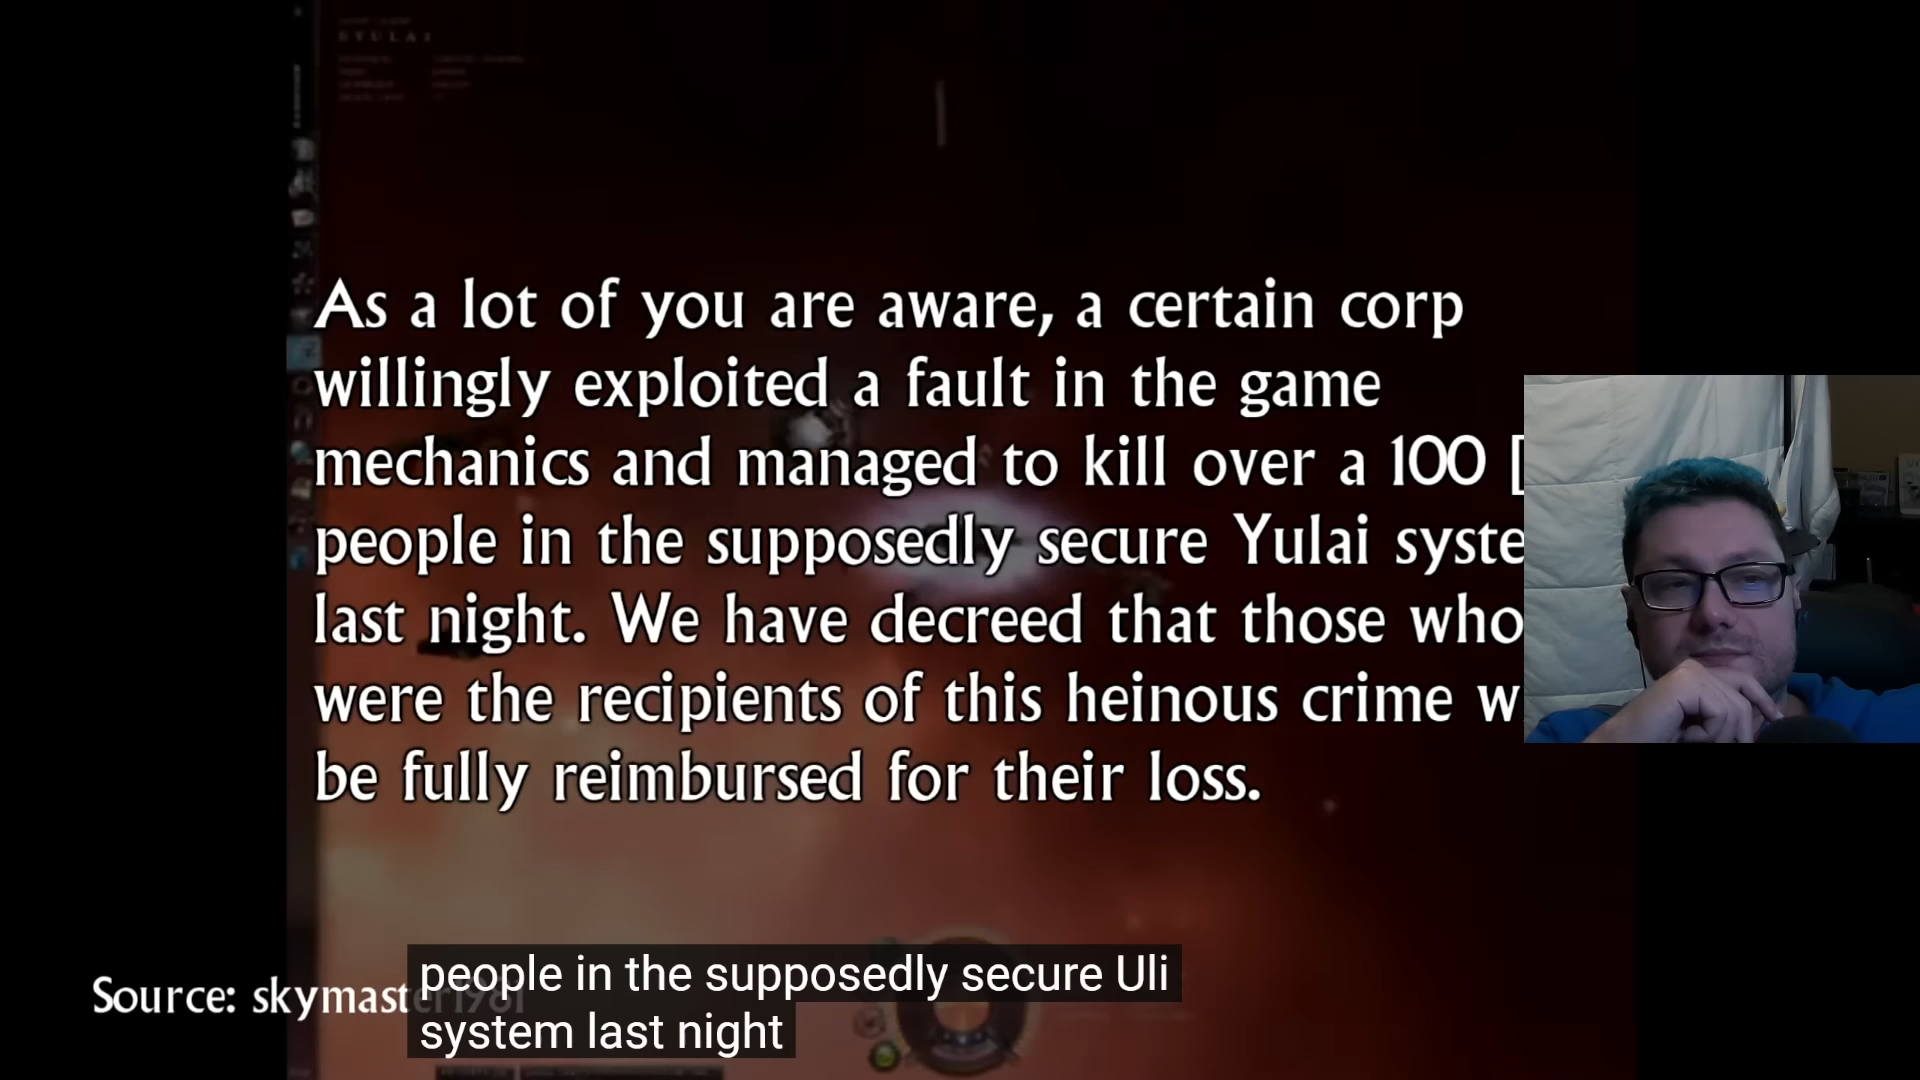 YULAI
As a lot of you are aware, a certain corp
willingly exploited a fault in the game
mechanics and managed to kill over a 100 [
people in the supposedly secure Yulai syste
last night. We have decreed that those who
were the recipients of this heinous crime w
be fully reimbursed for their loss.
people in the supposedly secure Uli
Source: skymaster1981
system last night